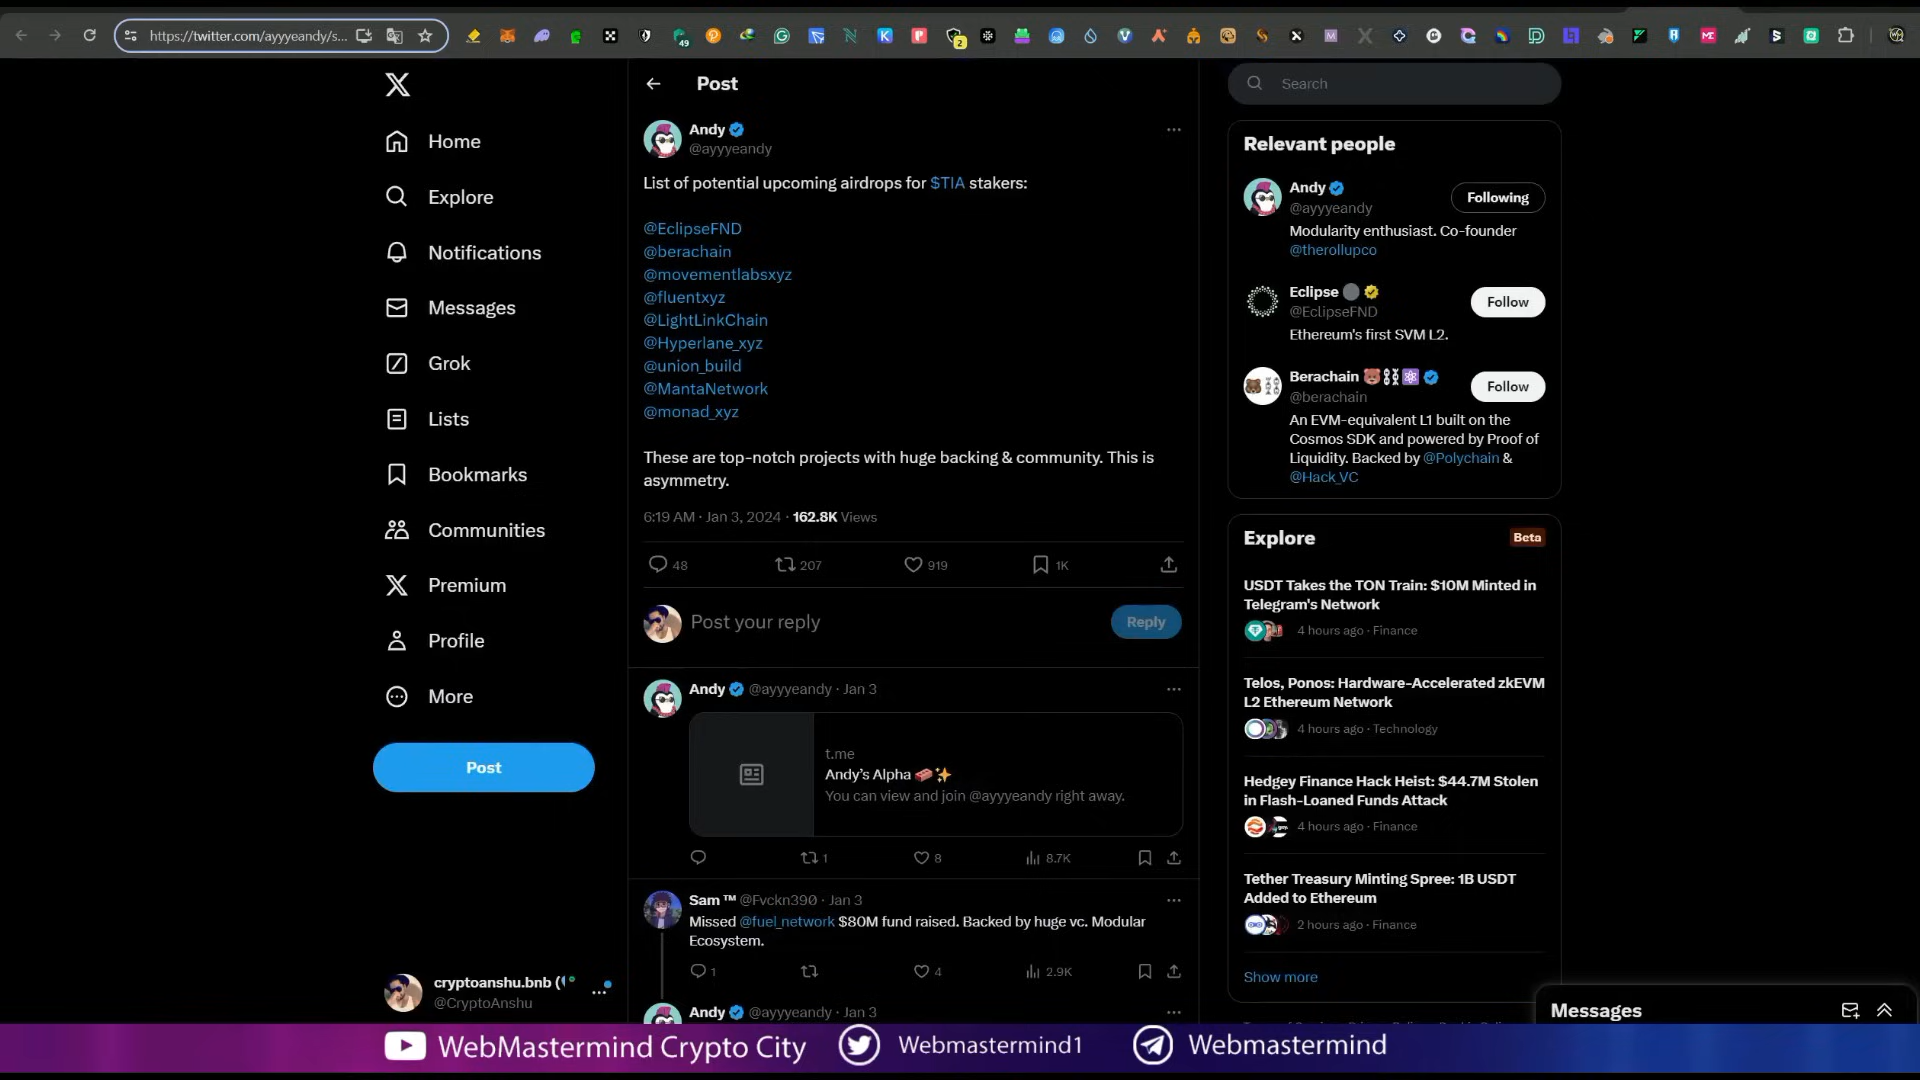 https://twitter.com/ayyyeandy/s...
49
2
Home
Explore
Notifications
Messages
Grok
Lists
Bookmarks
Communities
Premium
Profile
More
Post
cryptoanshu.bnb (
@CryptoAnshu
Post
Andy
@ayyyeandy
List of potential upcoming airdrops for $TIA stakers:
@EclipseFND
@berachain
@movementlabsxyz
@fluentxyz
@LightLinkChain
@Hyperlane_xyz
@union_build
@MantaNetwork
@monad_xyz
These are top-notch projects with huge backing & community. This is
asymmetry.
6:19 AM · Jan 3, 2024 · 162.8K Views
48 207 919 1K
Post your reply
Reply
Andy @ayyyeandy · Jan 3
t.me
Andy's Alpha
You can view and join @ayyyeandy right away.
1 8 8.7K
Sam ™ @Fvckn390 · Jan 3
Missed @fuel_network $80M fund raised. Backed by huge vc. Modular
Ecosystem.
1 4 2.9K
Andy @ayyyeandy · Jan 3
Search
Relevant people
Andy
@ayyyeandy
Following
Modularity enthusiast. Co-founder
@therollupco
Eclipse
@EclipseFND
Follow
Ethereum's first SVM L2.
Berachain
@berachain
Follow
An EVM-equivalent L1 built on the
Cosmos SDK and powered by Proof of
Liquidity. Backed by @Polychain &
@Hack_VC
Explore
Beta
USDT Takes the TON Train: $10M Minted in
Telegram's Network
4 hours ago · Finance
Telos, Ponos: Hardware-Accelerated zkEVM
L2 Ethereum Network
4 hours ago · Technology
Hedgey Finance Hack Heist: $44.7M Stolen
in Flash-Loaned Funds Attack
4 hours ago · Finance
Tether Treasury Minting Spree: 1B USDT
Added to Ethereum
2 hours ago · Finance
Show more
Messages
WebMastermind Crypto City
Webmastermind1
Webmastermind